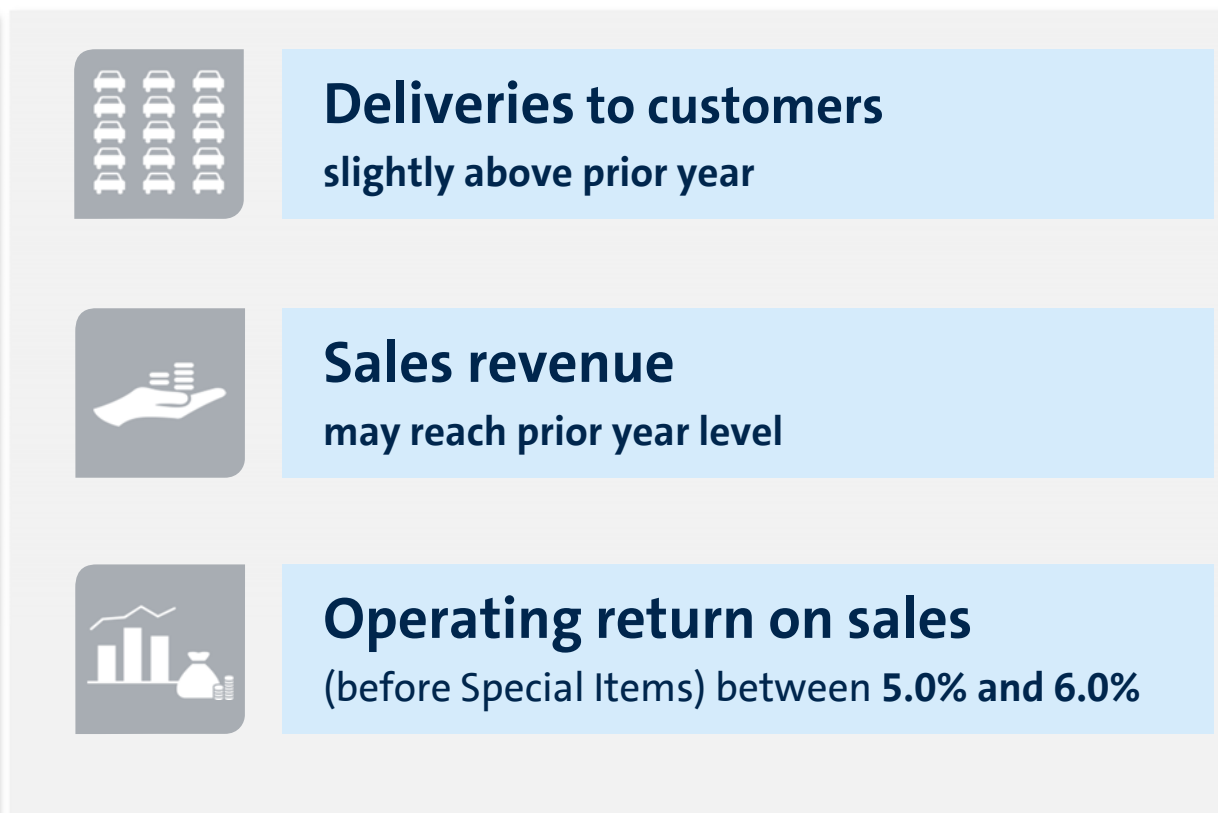 Deliveries to customers
slightly above prior year
Sales revenue
may reach prior year level
Operating return on sales
(before Special Items) between 5.0% and 6.0%